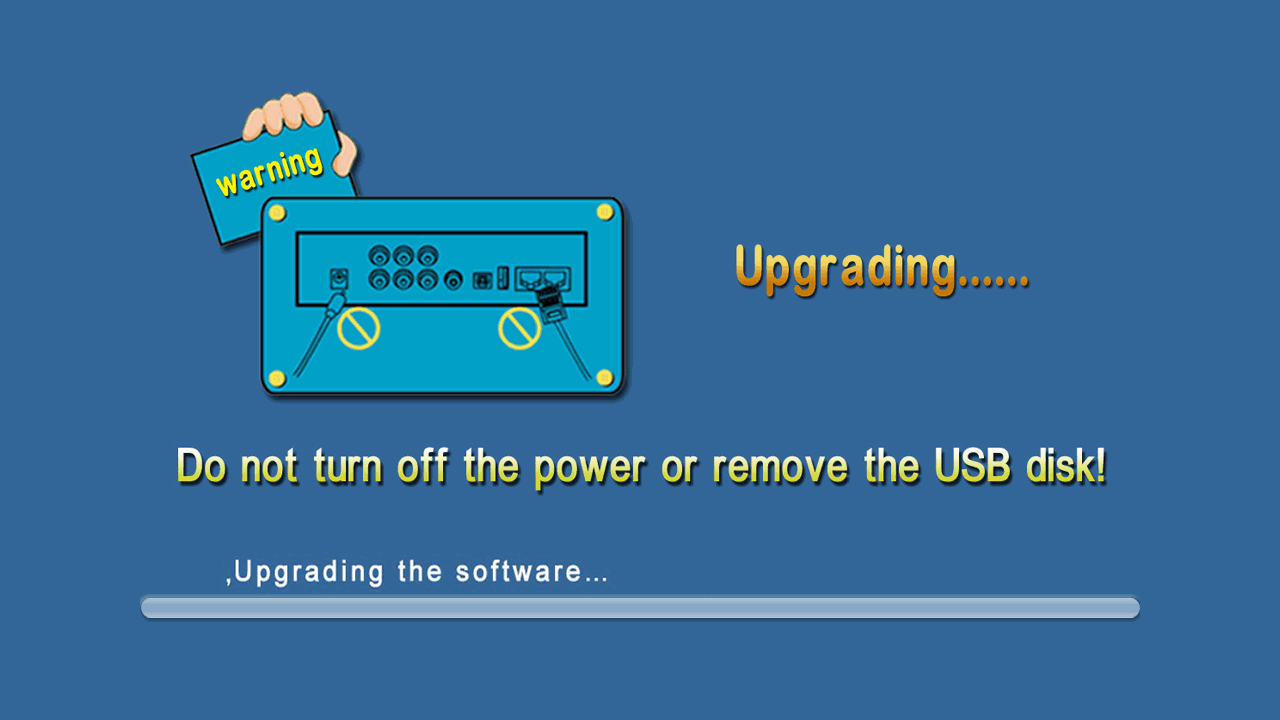 warning
Upgrading......
Do not turn off the power or remove the USB disk!
,Upgrading the software...